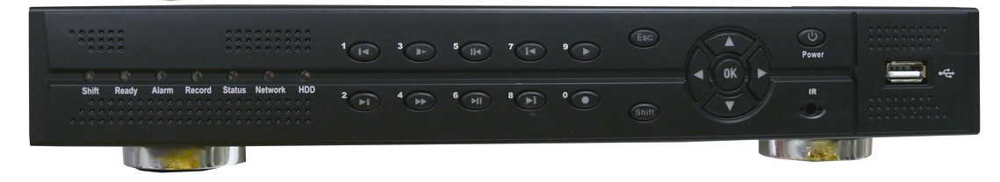 1 3 5 7 9 Esc
Power
OK
Shift Ready Alarm Record Status Network HDD
IR
2 4 6 8 0 Shift